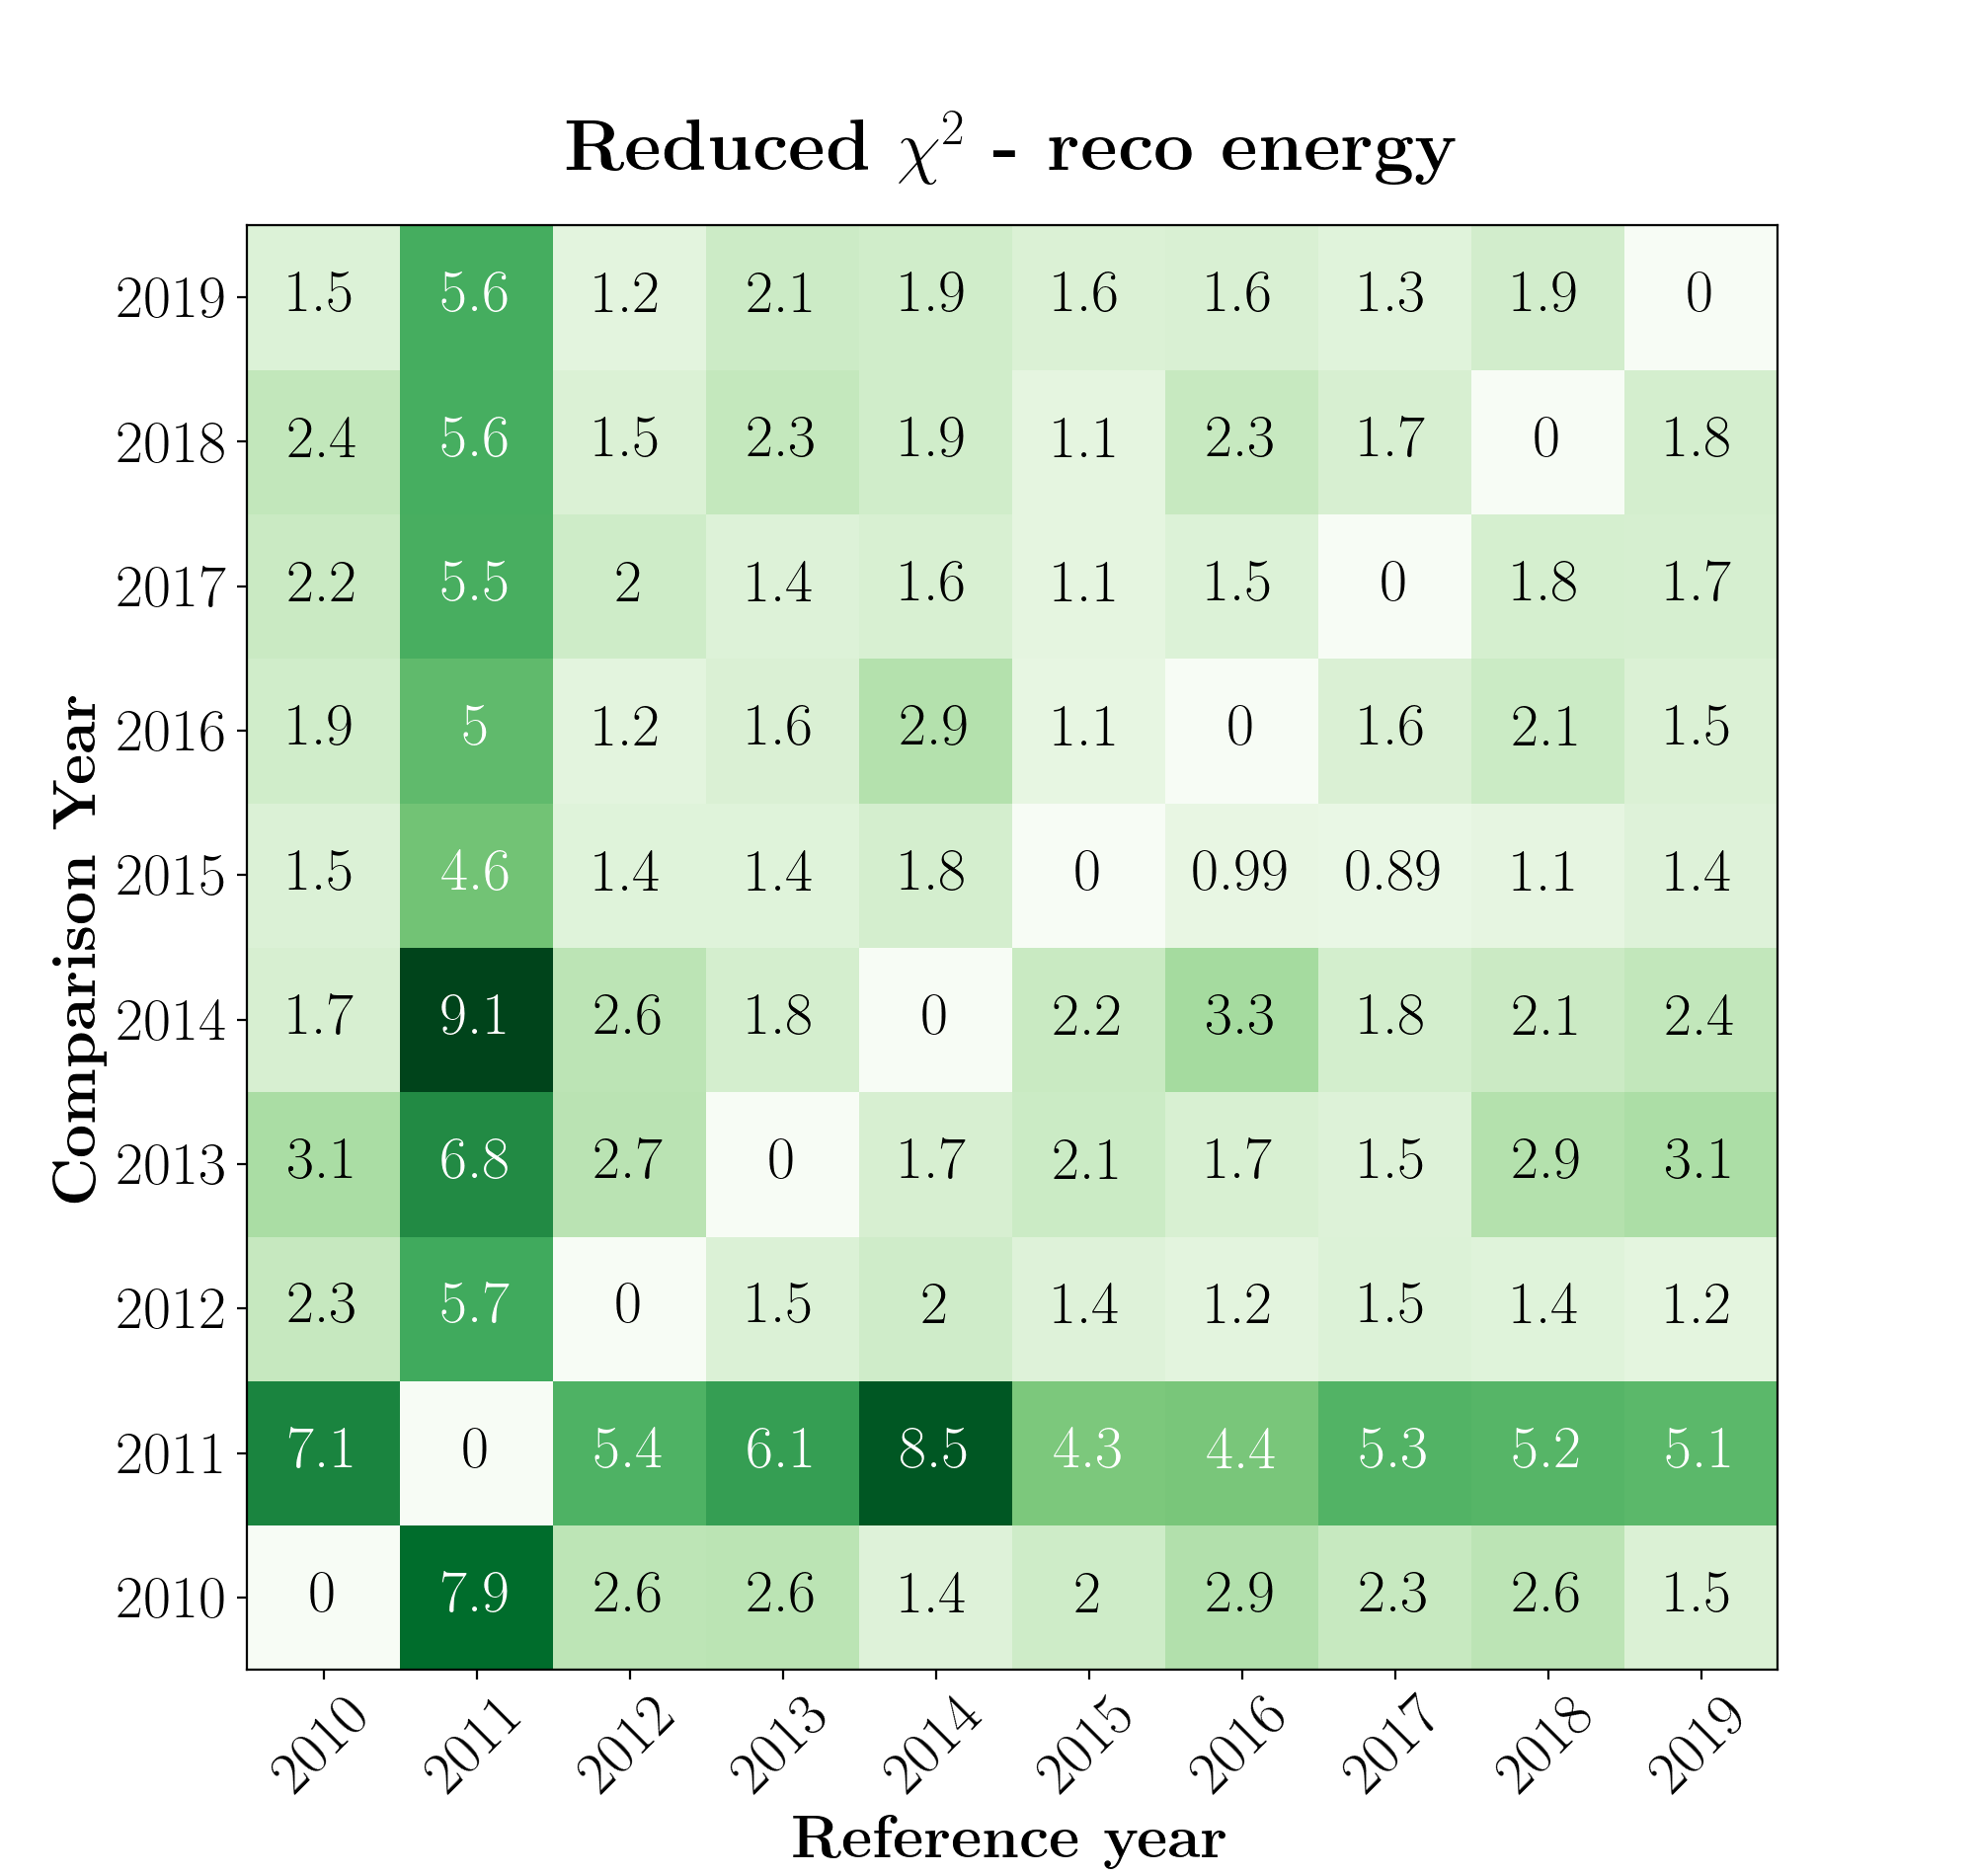 Reduced χ² - reco energy
Comparison Year
2019 1.5 5.6 1.2 2.1 1.9 1.6 1.6 1.3 1.9 0
2018 2.4 5.6 1.5 2.3 1.9 1.1 2.3 1.7 0 1.8
2017 2.2 5.5 2 1.4 1.6 1.1 1.5 0 1.8 1.7
2016 1.9 5 1.2 1.6 2.9 1.1 0 1.6 2.1 1.5
2015 1.5 4.6 1.4 1.4 1.8 0 0.99 0.89 1.1 1.4
2014 1.7 9.1 2.6 1.8 0 2.2 3.3 1.8 2.1 2.4
2013 3.1 6.8 2.7 0 1.7 2.1 1.7 1.5 2.9 3.1
2012 2.3 5.7 0 1.5 2 1.4 1.2 1.5 1.4 1.2
2011 7.1 0 5.4 6.1 8.5 4.3 4.4 5.3 5.2 5.1
2010 0 7.9 2.6 2.6 1.4 2 2.9 2.3 2.6 1.5
2010 2011 2012 2013 2014 2015 2016 2017 2018 2019
Reference year